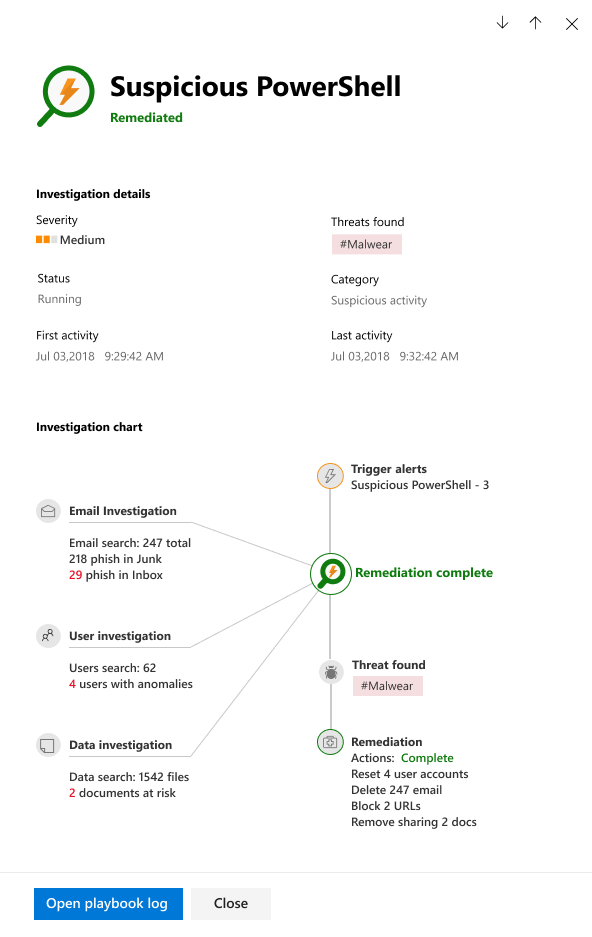 Suspicious PowerShell
Remediated
Investigation details
Severity
Medium
Threats found
#Malwear
Status
Running
Category
Suspicious activity
First activity
Jul 03,2018 9:29:42 AM
Last activity
Jul 03,2018 9:32:42 AM
Investigation chart
Trigger alerts
Suspicious PowerShell - 3
Email Investigation
Email search: 247 total
218 phish in Junk
29 phish in Inbox
Remediation complete
User investigation
Users search: 62
4 users with anomalies
Threat found
#Malwear
Data investigation
Data search: 1542 files
2 documents at risk
Remediation
Actions: Complete
Reset 4 user accounts
Delete 247 email
Block 2 URLs
Remove sharing 2 docs
Open playbook log
Close